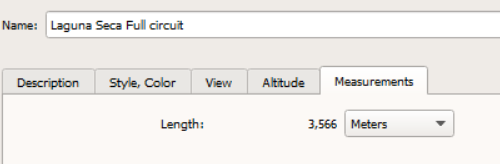 Name: Laguna Seca Full circuit
Description Style, Color View Altitude Measurements
Length: 3,566 Meters